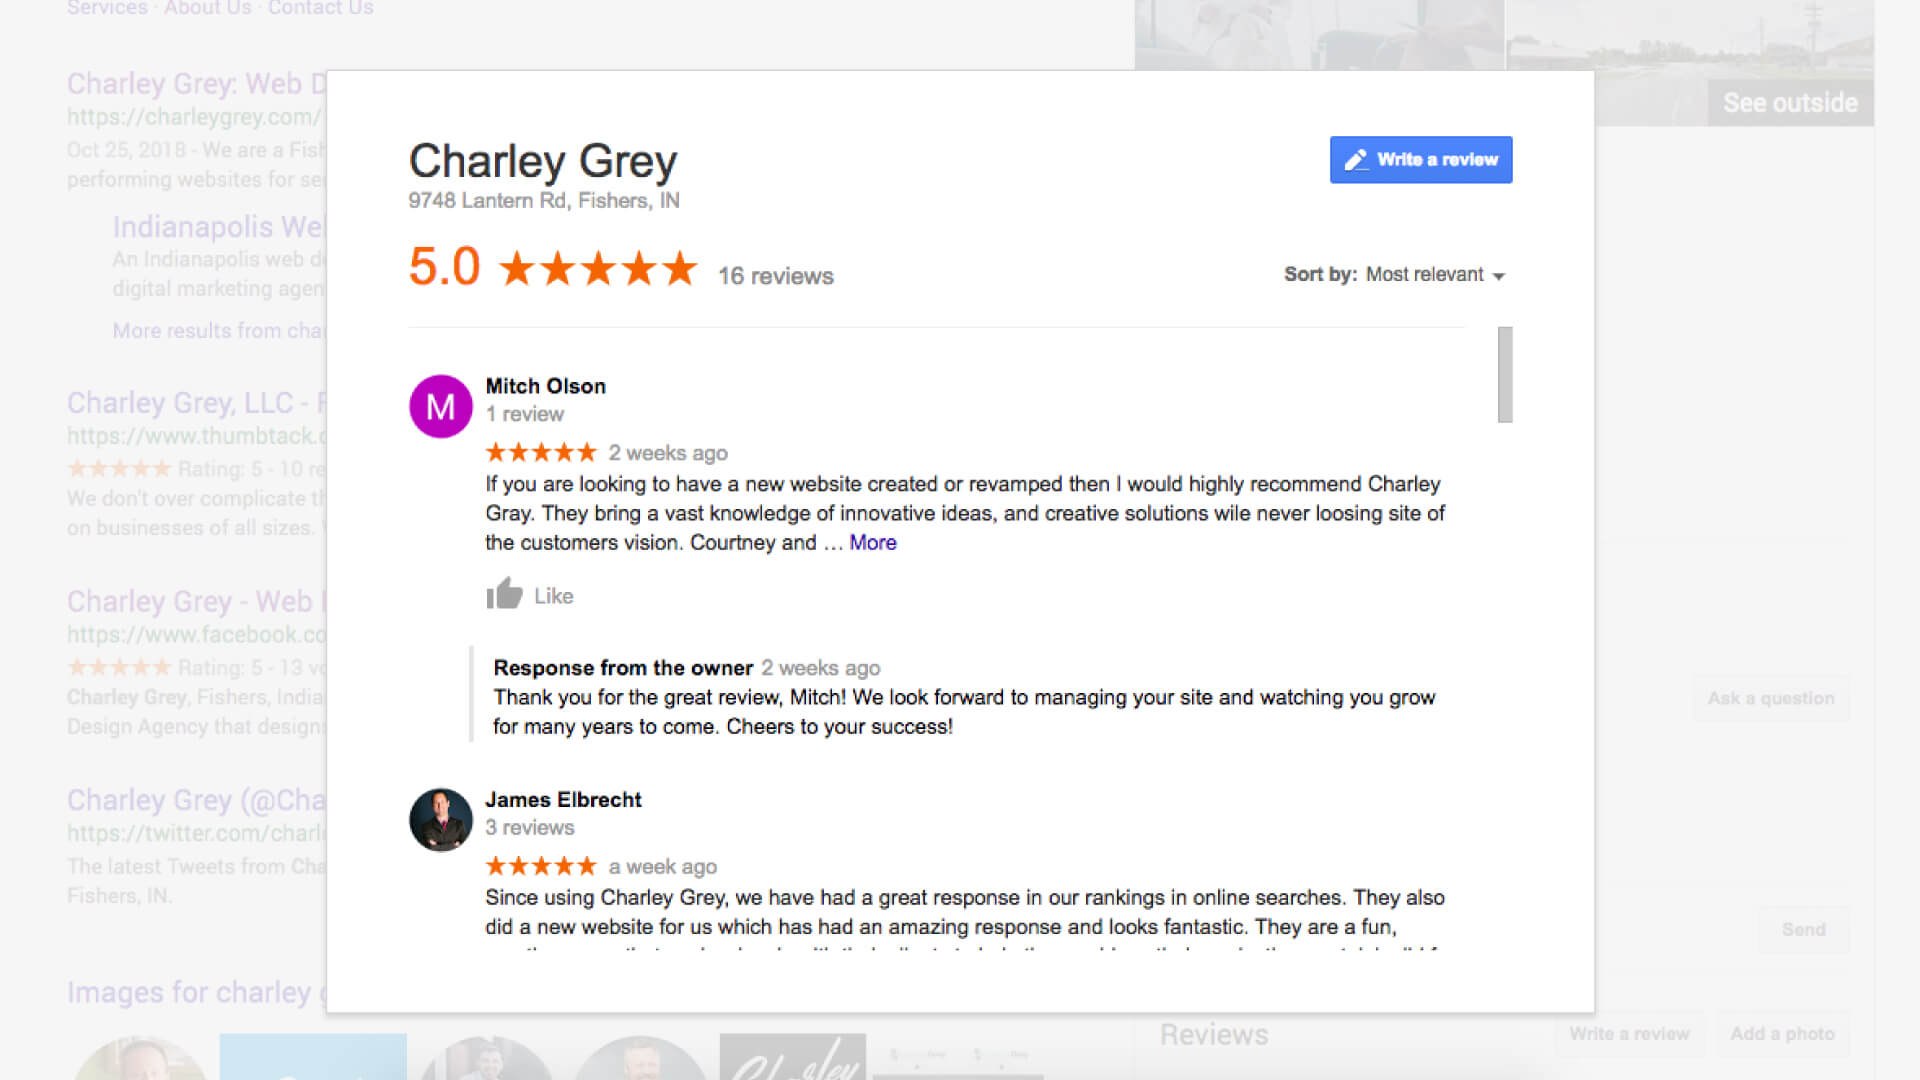 Services · About Us · Contact Us
Charley Grey: Web D
https://charleygrey.com/
Oct 25, 2018 - We are a Fish
performing websites for se
Indianapolis We
An Indianapolis web d
digital marketing agen
More results from cha
Charley Grey, LLC - F
https://www.thumbtack.c
Rating: 5 - 10 re
We don't over complicate th
on businesses of all sizes.
Charley Grey - Web
https://www.facebook.co
Rating: 5 - 13 vo
Charley Grey, Fishers, India
Design Agency that design
Charley Grey (@Cha
https://twitter.com/charl
The latest Tweets from Cha
Fishers, IN.
Images for charley g
See outside
Charley Grey
Write a review
9748 Lantern Rd, Fishers, IN
5.0 ★★★★★ 16 reviews
Sort by: Most relevant
M
Mitch Olson
1 review
★★★★★ 2 weeks ago
If you are looking to have a new website created or revamped then I would highly recommend Charley
Gray. They bring a vast knowledge of innovative ideas, and creative solutions wile never loosing site of
the customers vision. Courtney and … More
Like
Response from the owner 2 weeks ago
Thank you for the great review, Mitch! We look forward to managing your site and watching you grow
for many years to come. Cheers to your success!
James Elbrecht
3 reviews
★★★★★ a week ago
Since using Charley Grey, we have had a great response in our rankings in online searches. They also
did a new website for us which has had an amazing response and looks fantastic. They are a fun,
Ask a question
Send
Reviews
Write a review
Add a photo
Charley